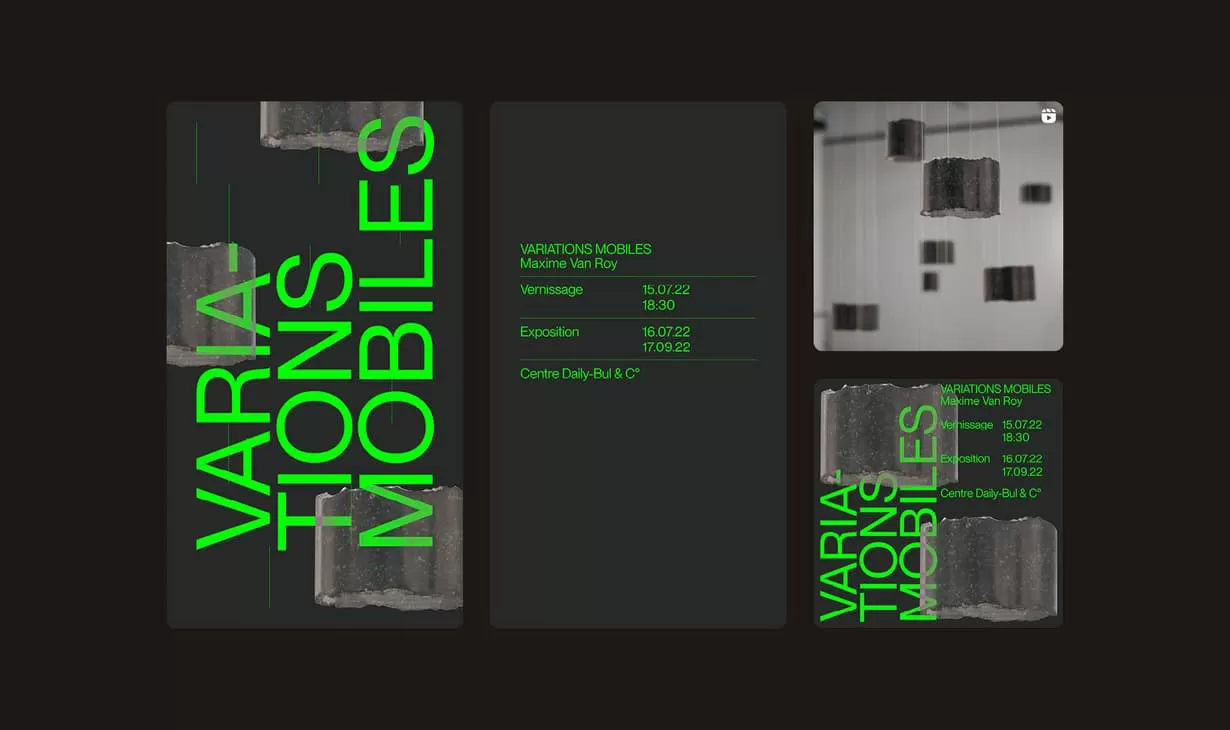 VARIA-
TIONS
MOBILES
VARIATIONS MOBILES
Maxime Van Roy
Vernissage 15.07.22
18:30
Exposition 16.07.22
17.09.22
Centre Daily-Bul & C°
VARIA-
TIONS
MOBILES
VARIATIONS MOBILES
Maxime Van Roy
Vernissage 15.07.22
18:30
Exposition 16.07.22
17.09.22
Centre Daily-Bul & C°